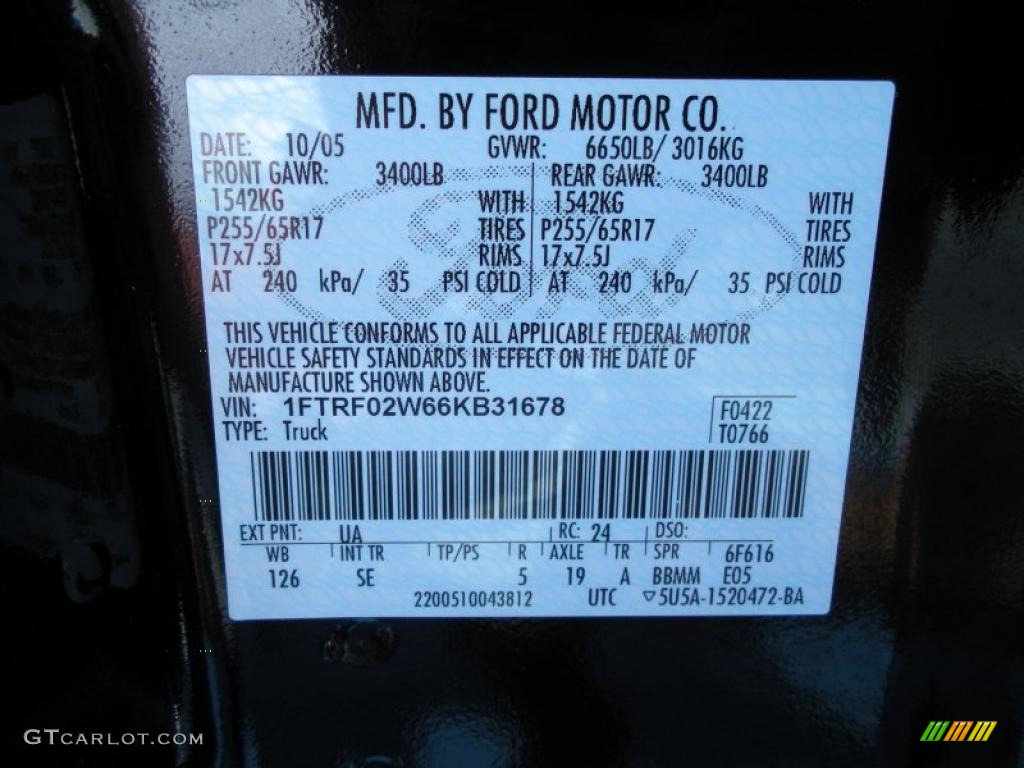 MFD. BY FORD MOTOR CO.
DATE: 10/05 GVWR: 6650LB/ 3016KG
FRONT GAWR: 3400LB REAR GAWR: 3400LB
1542KG WITH 1542KG WITH
P255/65R17 TIRES P255/65R17 TIRES
17x7.5J RIMS 17x7.5J RIMS
AT 240 kPa/ 35 PSI COLD AT 240 kPa/ 35 PSI COLD
THIS VEHICLE CONFORMS TO ALL APPLICABLE FEDERAL MOTOR
VEHICLE SAFETY STANDARDS IN EFFECT ON THE DATE OF
MANUFACTURE SHOWN ABOVE.
VIN: 1FTRF02W66KB31678 F0422
TYPE: Truck T0766
EXT PNT: UA RC: 24 DSO:
WB INT TR TP/PS R AXLE TR SPR 6F616
126 SE 5 19 A BBMM E05
2200510043812 UTC ▽5U5A-1520472-BA
GTCARLOT.COM